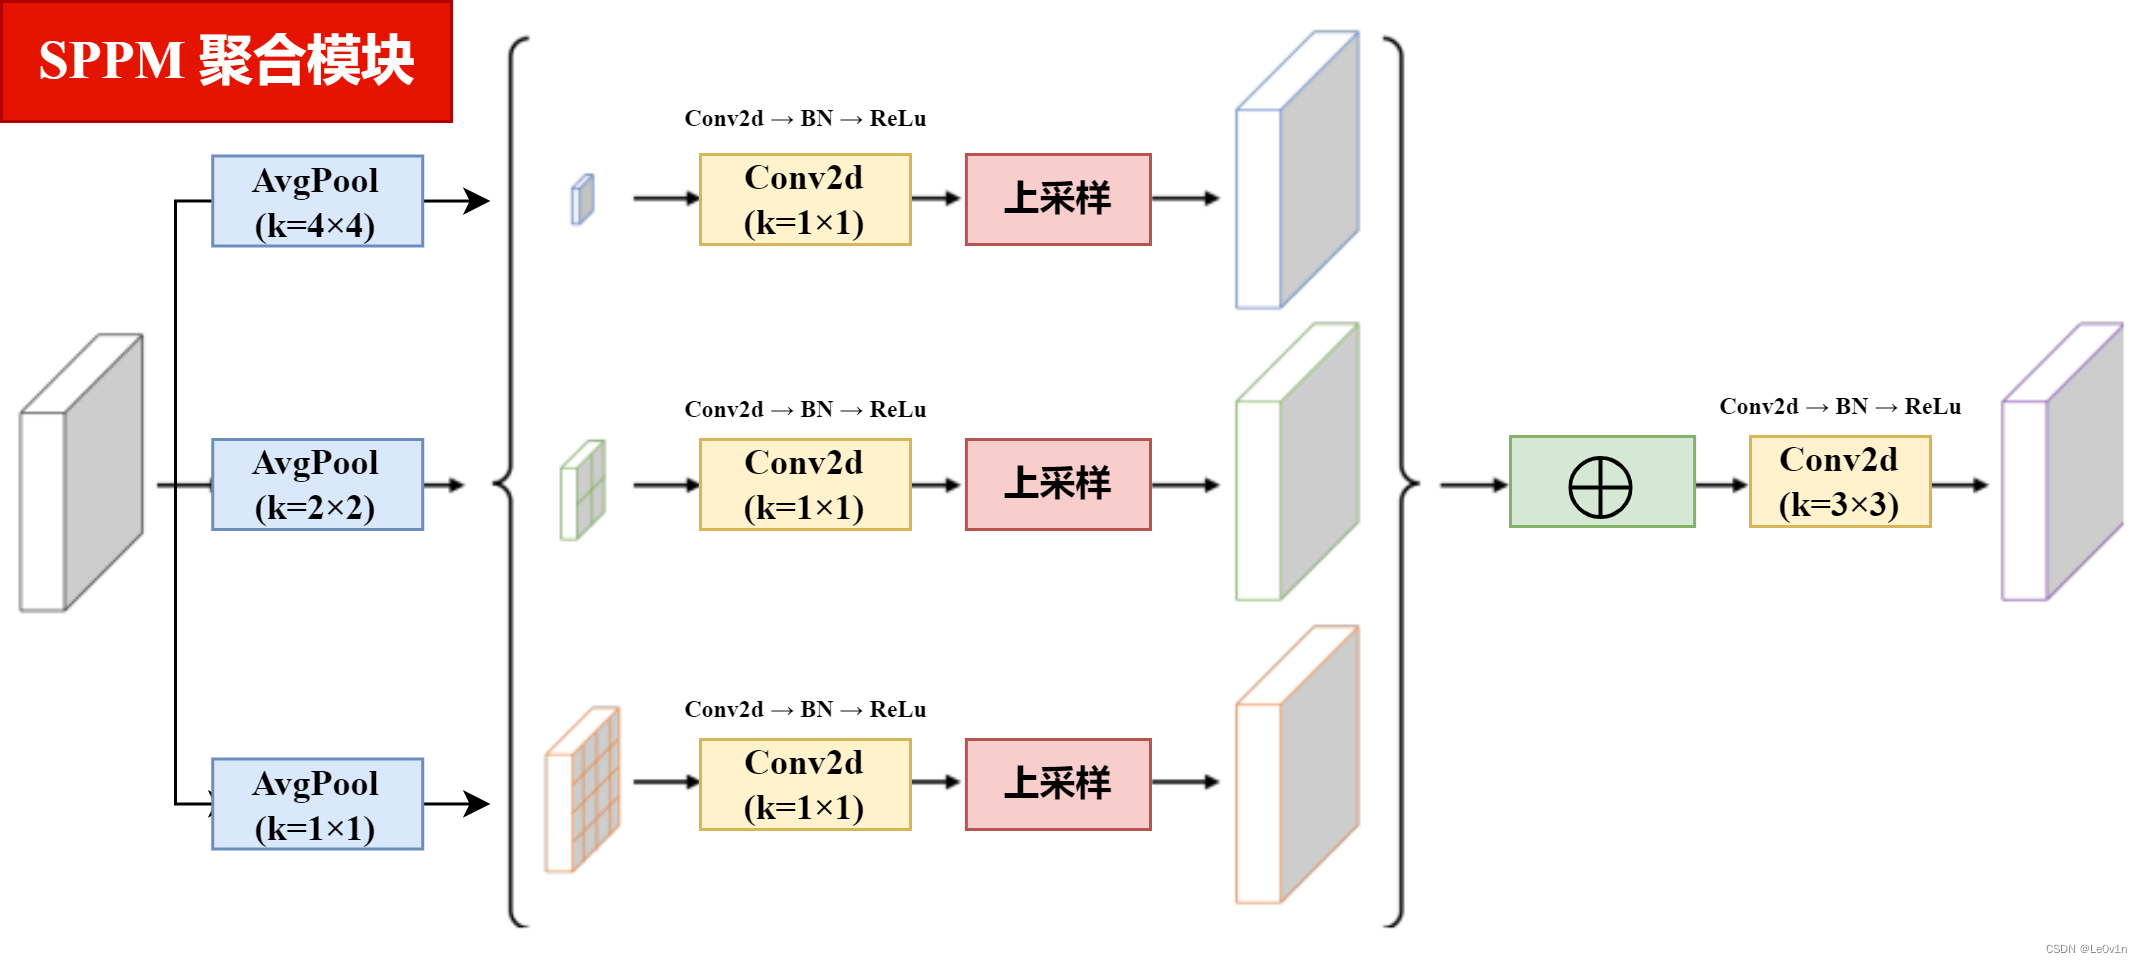 SPPM 聚合模块
AvgPool
(k=4×4)
Conv2d → BN → ReLu
Conv2d
(k=1×1)
上采样
AvgPool
(k=2×2)
Conv2d → BN → ReLu
Conv2d
(k=1×1)
上采样
Conv2d → BN → ReLu
Conv2d
(k=3×3)
AvgPool
(k=1×1)
Conv2d → BN → ReLu
Conv2d
(k=1×1)
上采样
CSDN @Le0v1n